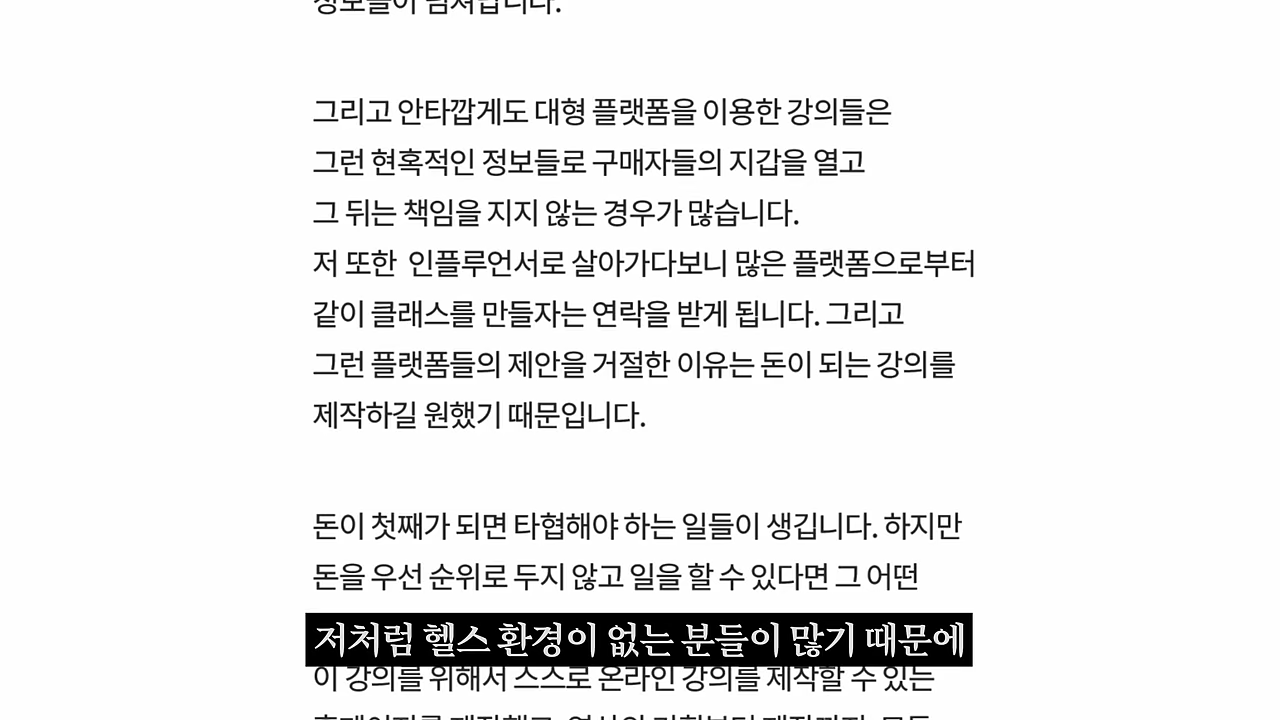 정보들이 넘쳐납니다.
그리고 안타깝게도 대형 플랫폼을 이용한 강의들은
그런 현혹적인 정보들로 구매자들의 지갑을 열고
그 뒤는 책임을 지지 않는 경우가 많습니다.
저 또한 인플루언서로 살아가다보니 많은 플랫폼으로부터
같이 클래스를 만들자는 연락을 받게 됩니다. 그리고
그런 플랫폼들의 제안을 거절한 이유는 돈이 되는 강의를
제작하길 원했기 때문입니다.
돈이 첫째가 되면 타협해야 하는 일들이 생깁니다. 하지만
돈을 우선 순위로 두지 않고 일을 할 수 있다면 그 어떤
저처럼 헬스 환경이 없는 분들이 많기 때문에
이 강의를 위해서 스스로 온라인 강의를 제작할 수 있는